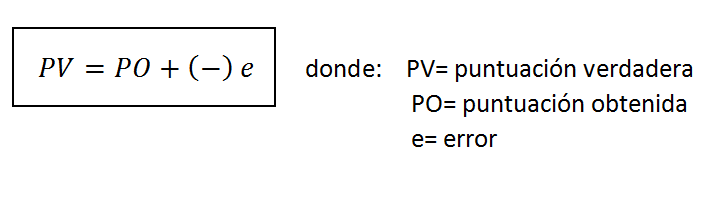 PV = PO + (−) e donde: PV= puntuación verdadera
PO= puntuación obtenida
e= error